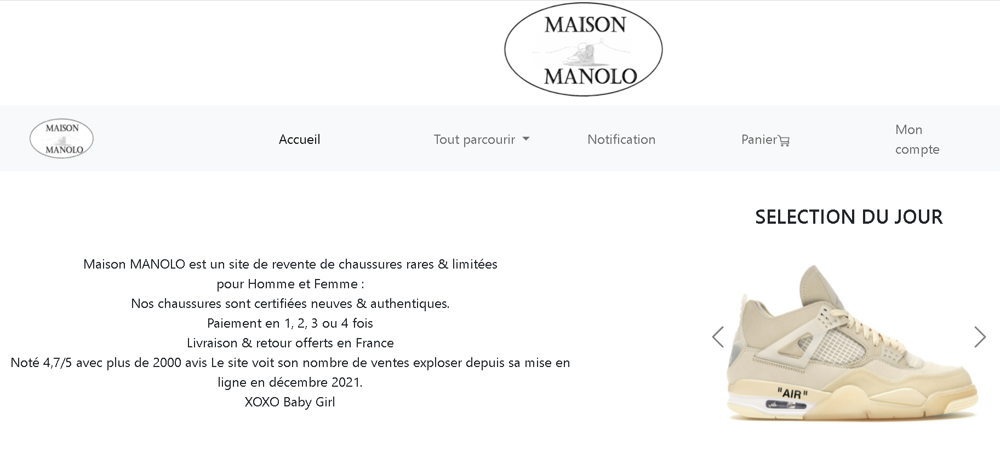 MAISON
MANOLO
MAISON
MANOLO
Accueil
Tout parcourir
Notification
Panier
Mon
compte
SELECTION DU JOUR
Maison MANOLO est un site de revente de chaussures rares & limitées
pour Homme et Femme :
Nos chaussures sont certifiées neuves & authentiques.
Paiement en 1, 2, 3 ou 4 fois
Livraison & retour offerts en France
Noté 4,7/5 avec plus de 2000 avis Le site voit son nombre de ventes exploser depuis sa mise en
ligne en décembre 2021.
XOXO Baby Girl
"AIR"